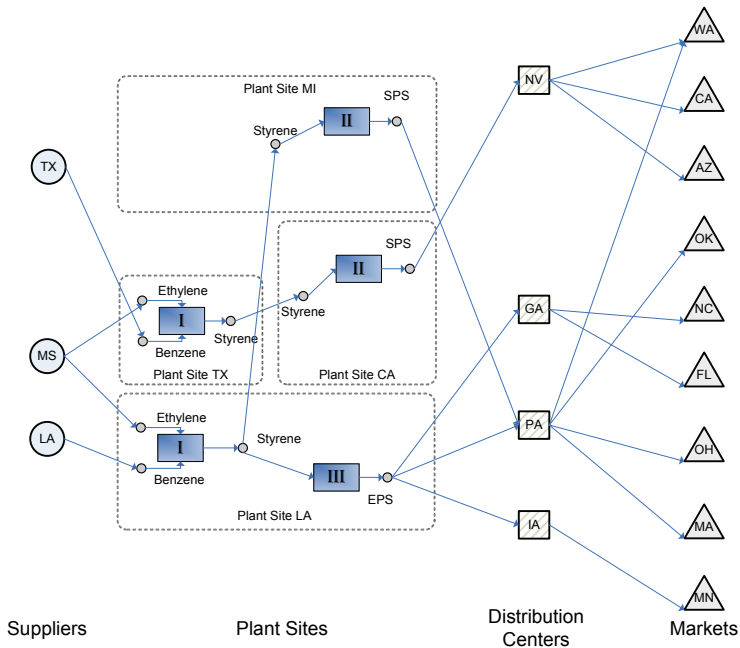 WA
NV
Plant Site MI
SPS
CA
II
Styrene
TX
AZ
OK
SPS
II
Ethylene
Styrene
I
GA
NC
Styrene
MS
Benzene
Plant Site TX
Plant Site CA
FL
Ethylene
PA
LA
I
Styrene
OH
Benzene
III
EPS
Plant Site LA
IA
MA
MN
Suppliers
Plant Sites
Distribution
Centers
Markets